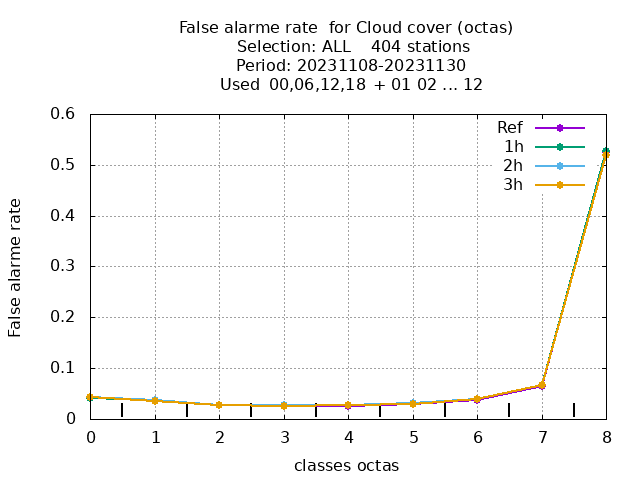 False alarme rate  for Cloud cover (octas)
Selection: ALL    404 stations
Period: 20231108-20231130
Used  00,06,12,18  + 01 02 ... 12
Ref
1h
2h
3h
0.6
0.5
0.4
0.3
0.2
0.1
0
False alarme rate
0 1 2 3 4 5 6 7 8
classes octas